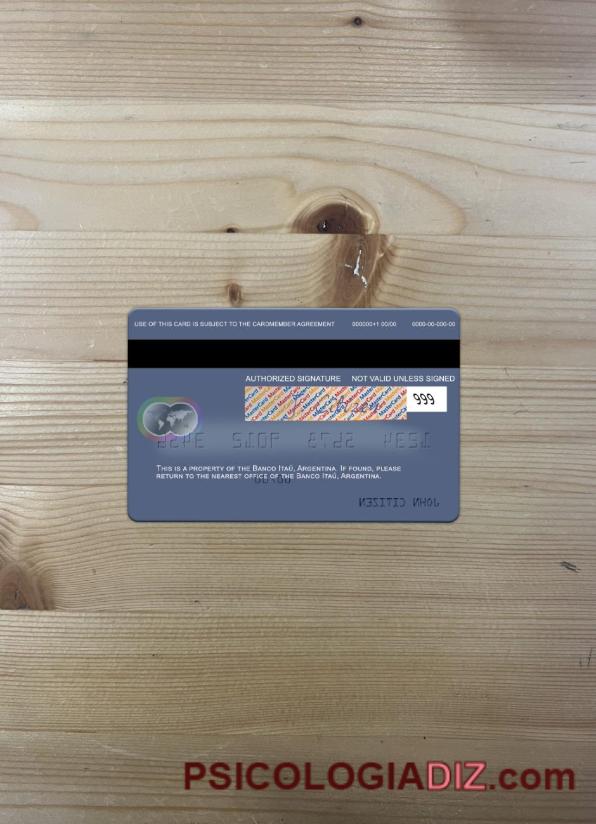 USE OF THIS CARD IS SUBJECT TO THE CARDMEMBER AGREEMENT 000000+1 00/00 0000-00-000-00
AUTHORIZED SIGNATURE NOT VALID UNLESS SIGNED
999
THIS IS A PROPERTY OF THE BANCO ITAÚ, ARGENTINA. IF FOUND, PLEASE
RETURN TO THE NEAREST OFFICE OF THE BANCO ITAÚ, ARGENTINA.
JOHN CITIZEN
PSICOLOGIADIZ.com